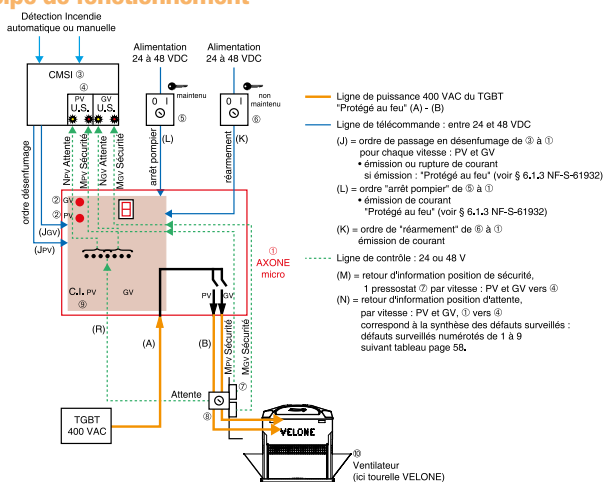 ipe de fonctionnement
Détection Incendie
automatique ou manuelle
Alimentation
24 à 48 VDC
Alimentation
24 à 48 VDC
CMSI ③
④
PV
U.S.
GV
U.S.
maintenu
0 I
⑤
non
maintenu
0 I
⑥
(L)
(K)
ordre désenfumage
NPV Attente
MPV Sécurité
NGV Attente
MGV Sécurité
arrêt pompier
réarmement
② GV
② PV
(JGV)
(JPV)
①
AXONE
micro
C.I. PV
GV
⑨
PV
GV
(R)
(A)
(B)
MPV Sécurité
MGV Sécurité
Attente
⑦
⑧
TGBT
400 VAC
VELONE
⑩
Ventilateur
(ici tourelle VELONE)
Ligne de puissance 400 VAC du TGBT
"Protégé au feu" (A) - (B)
Ligne de télécommande : entre 24 et 48 VDC
(J) = ordre de passage en désenfumage de ③ à ①
pour chaque vitesse : PV et GV
• émission ou rupture de courant
si émission : "Protégé au feu" (voir § 6.1.3 NF-S-61932)
(L) = ordre "arrêt pompier" de ⑤ à ①
• émission de courant
"Protégé au feu" (voir § 6.1.3 NF-S-61932)
(K) = ordre de "réarmement" de ⑥ à ①
émission de courant
Ligne de contrôle : 24 ou 48 V
(M) = retour d'information position de sécurité,
1 pressostat ⑦ par vitesse : PV et GV vers ④
(N) = retour d'information position d'attente,
par vitesse : PV et GV, ① vers ④
correspond à la synthèse des défauts surveillés :
défauts surveillés numérotés de 1 à 9
suivant tableau page 58.